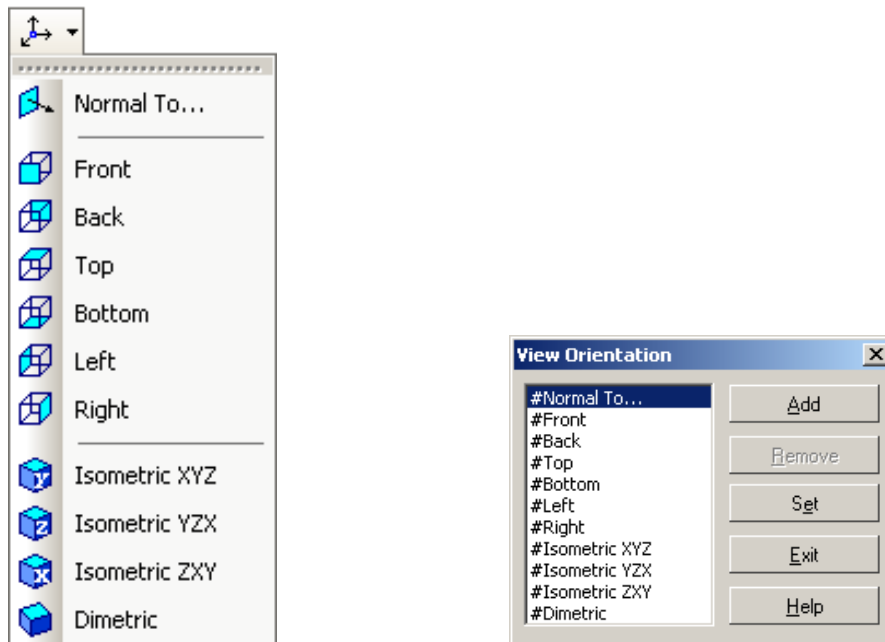 Normal To...
Front
Back
Top
Bottom
Left
Right
Isometric XYZ
Isometric YZX
Isometric ZXY
Dimetric
View Orientation
#Normal To...
#Front
#Back
#Top
#Bottom
#Left
#Right
#Isometric XYZ
#Isometric YZX
#Isometric ZXY
#Dimetric
Add
Remove
Set
Exit
Help